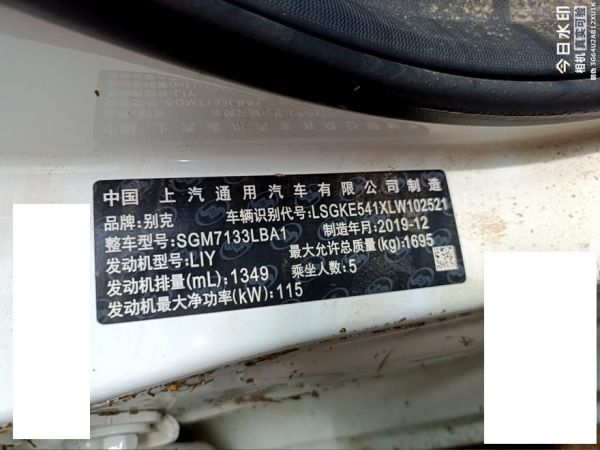 中国 上汽通用汽车有限公司制造
品牌:别克 车辆识别代号:LSGKE541XLW102521
整车型号:SGM7133LBA1 制造年月:2019-12
发动机型号:LIY 最大允许总质量(kg):1695
发动机排量(mL):1349 乘坐人数:5
发动机最大净功率(kW):115
今日水印
相机 真实可验